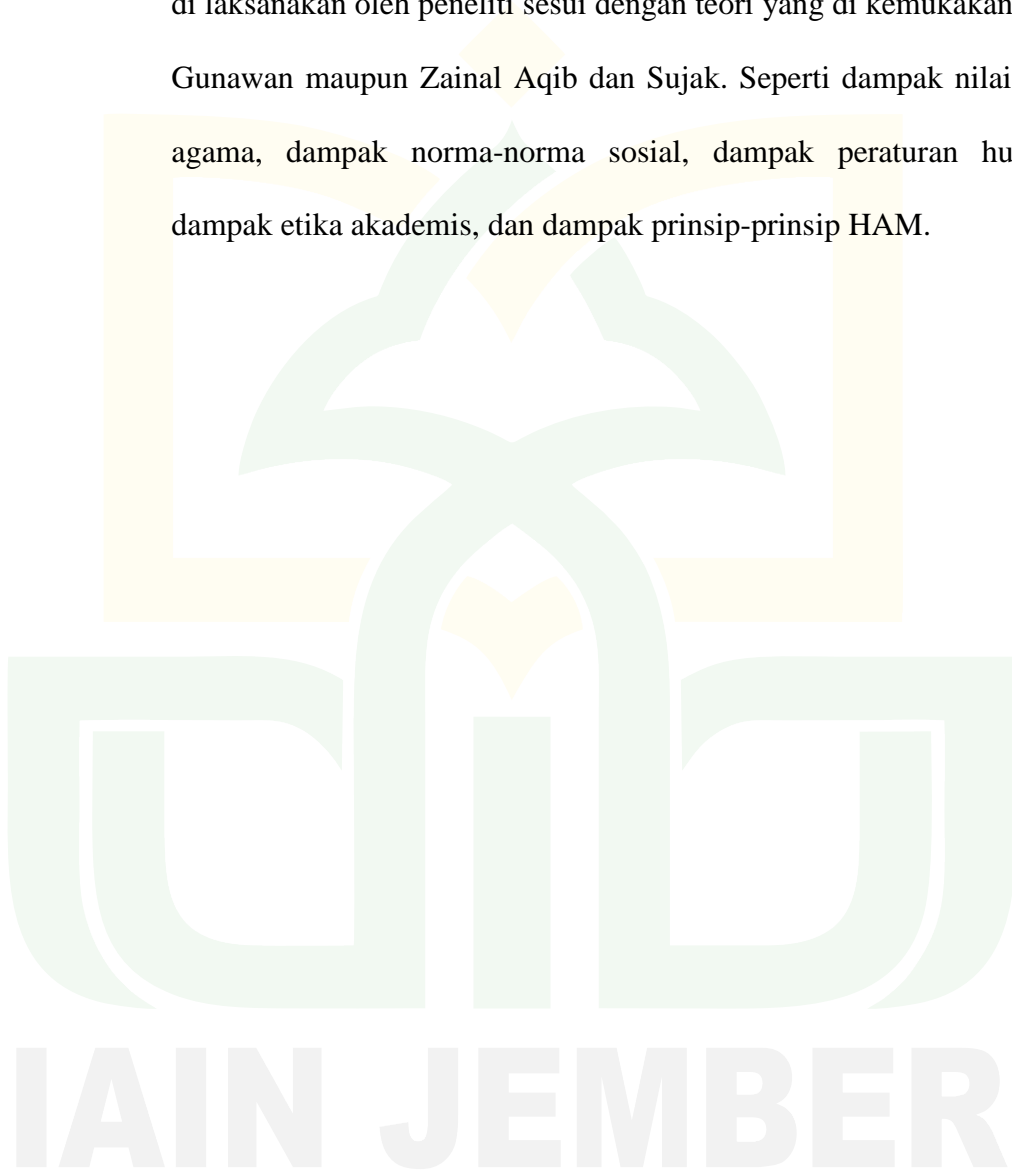 di laksanakan oleh peneliti sesui dengan teori yang di kemukakan
Gunawan maupun Zainal Aqib dan Sujak. Seperti dampak nilai
agama, dampak norma-norma sosial, dampak peraturan hu
dampak etika akademis, dan dampak prinsip-prinsip HAM.
IAIN JEMBER